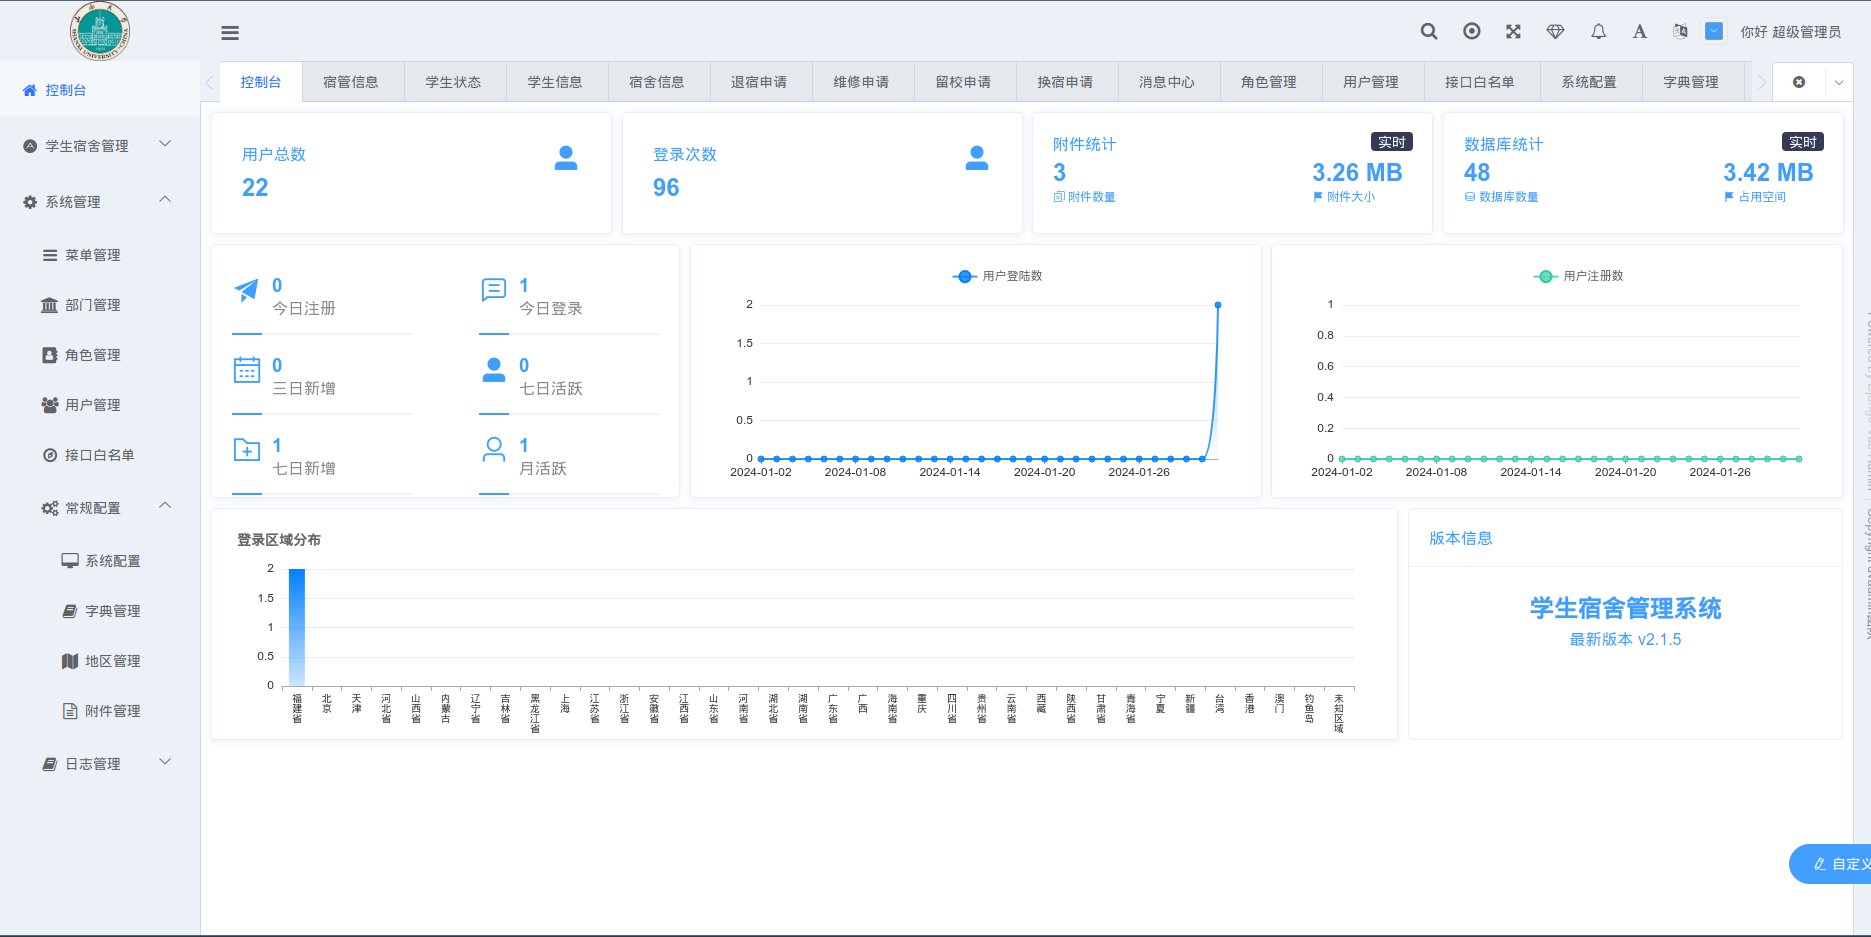 你好 超级管理员
控制台
学生宿舍管理
系统管理
菜单管理
部门管理
角色管理
用户管理
接口白名单
常规配置
系统配置
字典管理
地区管理
附件管理
日志管理
控制台 宿管信息 学生状态 学生信息 宿舍信息 退宿申请 维修申请 留校申请 换宿申请 消息中心 角色管理 用户管理 接口白名单 系统配置 字典管理
用户总数
22
登录次数
96
附件统计 实时
3 3.26 MB
附件数量 附件大小
数据库统计 实时
48 3.42 MB
数据库数量 占用空间
0
今日注册
1
今日登录
0
三日新增
0
七日活跃
1
七日新增
1
月活跃
用户登陆数
2
1.5
1
0.5
0
2024-01-02 2024-01-08 2024-01-14 2024-01-20 2024-01-26
用户注册数
1
0.8
0.6
0.4
0.2
0
2024-01-02 2024-01-08 2024-01-14 2024-01-20 2024-01-26
登录区域分布
2
1.5
1
0.5
0
福建省 北京 天津 河北省 山西省 内蒙古 辽宁省 吉林省 黑龙江省 上海 江苏省 浙江省 安徽省 江西省 山东省 河南省 湖北省 湖南省 广东省 广西 海南省 重庆 四川省 贵州省 云南省 西藏 陕西省 甘肃省 青海省 宁夏 新疆 台湾 香港 澳门 钓鱼岛 未知区域
版本信息
学生宿舍管理系统
最新版本 v2.1.5
自定义